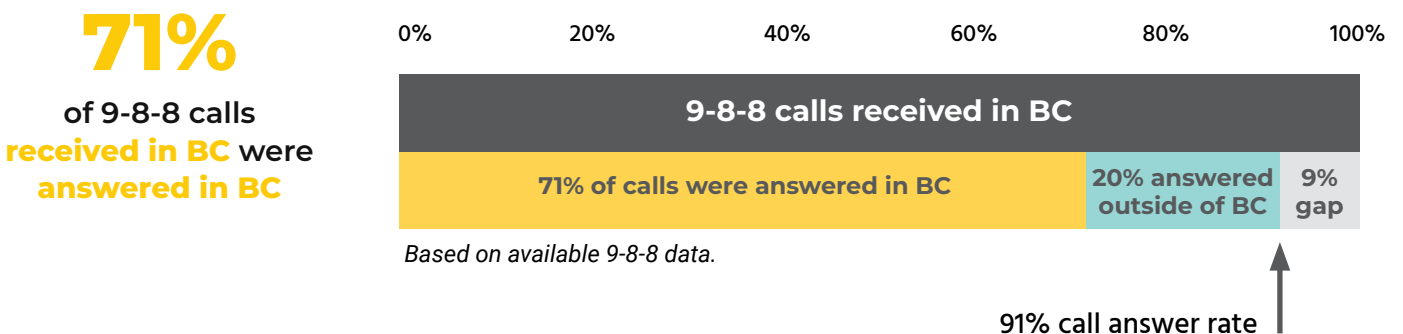 71%
of 9-8-8 calls
received in BC were
answered in BC
0% 20% 40% 60% 80% 100%
9-8-8 calls received in BC
71% of calls were answered in BC
20% answered
outside of BC
9%
gap
Based on available 9-8-8 data.
91% call answer rate